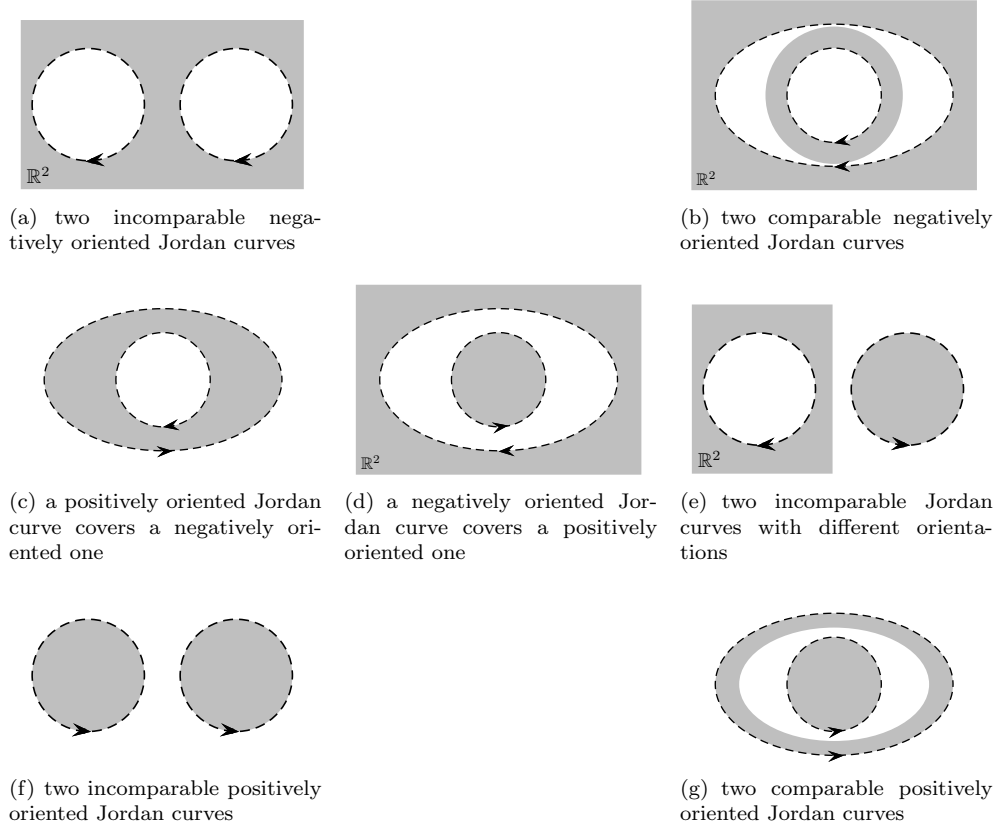 ℝ²
ℝ²
(a) two incomparable nega-
tively oriented Jordan curves
(b) two comparable negatively
oriented Jordan curves
ℝ²
ℝ²
(c) a positively oriented Jordan
curve covers a negatively ori-
ented one
(d) a negatively oriented Jor-
dan curve covers a positively
oriented one
(e) two incomparable Jordan
curves with different orienta-
tions
(f) two incomparable positively
oriented Jordan curves
(g) two comparable positively
oriented Jordan curves